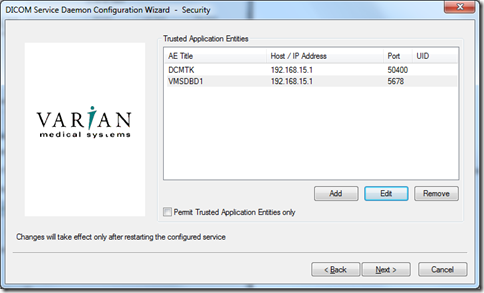 DICOM Service Daemon Configuration Wizard - Security
Trusted Application Entities
AE Title Host / IP Address Port UID
DCMTK 192.168.15.1 50400
VMSDBD1 192.168.15.1 5678
VARIAN
medical systems
Add Edit Remove
Permit Trusted Application Entities only
Changes will take effect only after restarting the configured service
< Back Next > Cancel